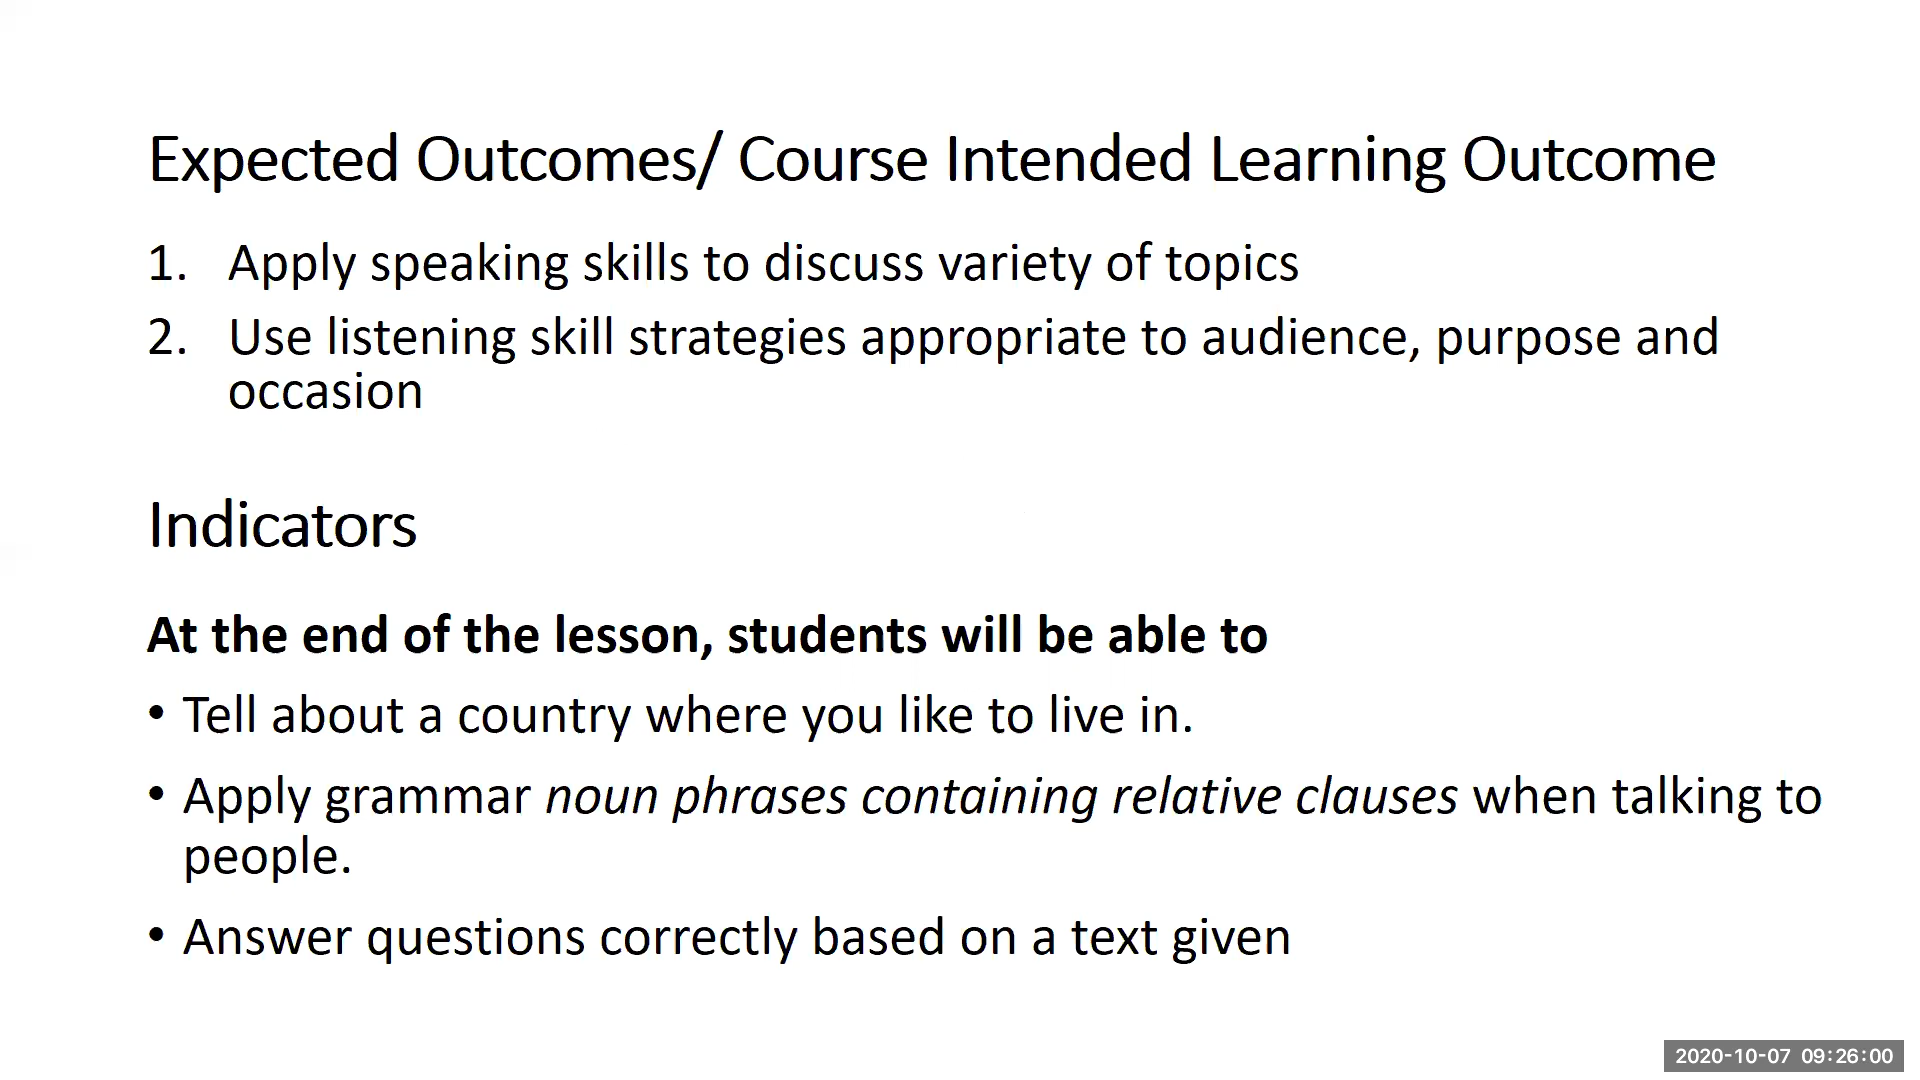 Expected Outcomes/ Course Intended Learning Outcome
1. Apply speaking skills to discuss variety of topics
2. Use listening skill strategies appropriate to audience, purpose and
occasion
Indicators
At the end of the lesson, students will be able to
• Tell about a country where you like to live in.
• Apply grammar noun phrases containing relative clauses when talking to
people.
• Answer questions correctly based on a text given
2020-10-07 09:26:00